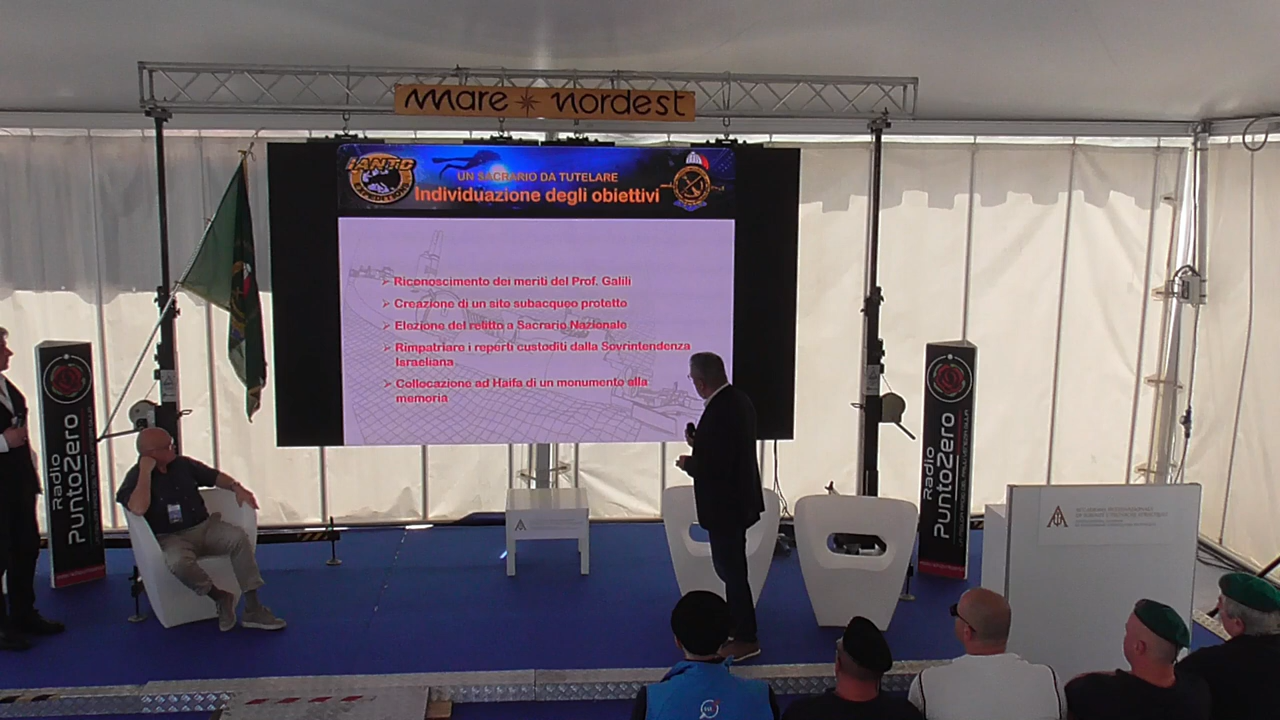 mare nordest
IANTD
EXPEDITIONS
UN SACRARIO DA TUTELARE
Individuazione degli obiettivi
Riconoscimento dei meriti del Prof. Galili
Creazione di un sito subacqueo protetto
Elezione del relitto a Sacrario Nazionale
Rimpatriare i reperti custoditi dalla Sovrintendenza
Israeliana
Collocazione ad Haifa di un monumento alla
memoria
Radio
PuntoZero
Radio
PuntoZero